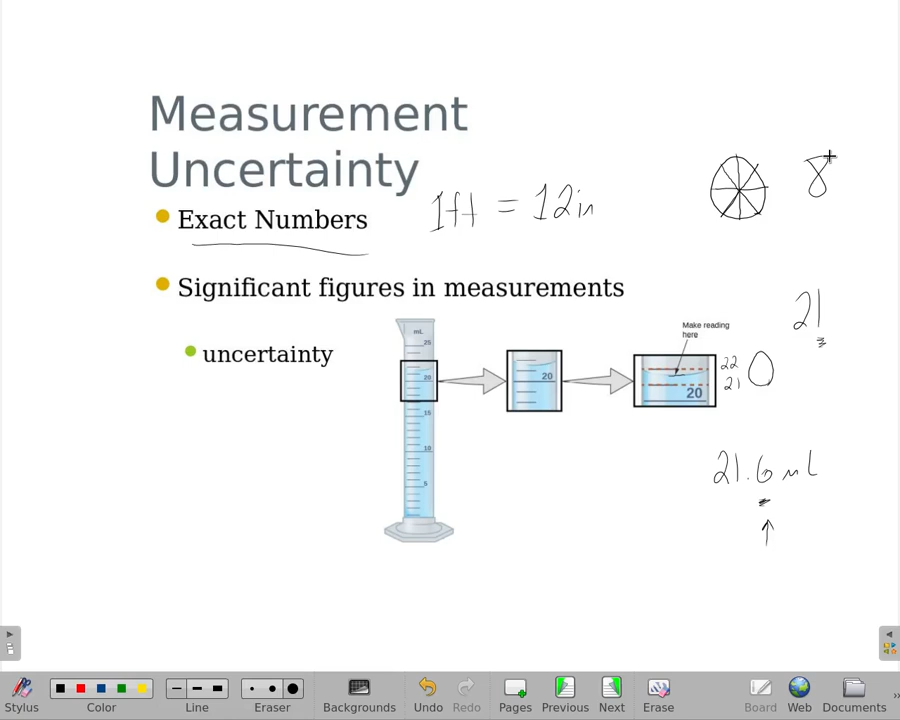 Measurement
Uncertainty
Exact Numbers
1ft = 12in
8
Significant figures in measurements
21
uncertainty
mL
25
20
15
10
5
20
Make reading
here
20
22
21
21.6 mL
Stylus
Color
Line
Eraser
Backgrounds
Undo
Redo
Pages
Previous
Next
Erase
Board
Web
Documents